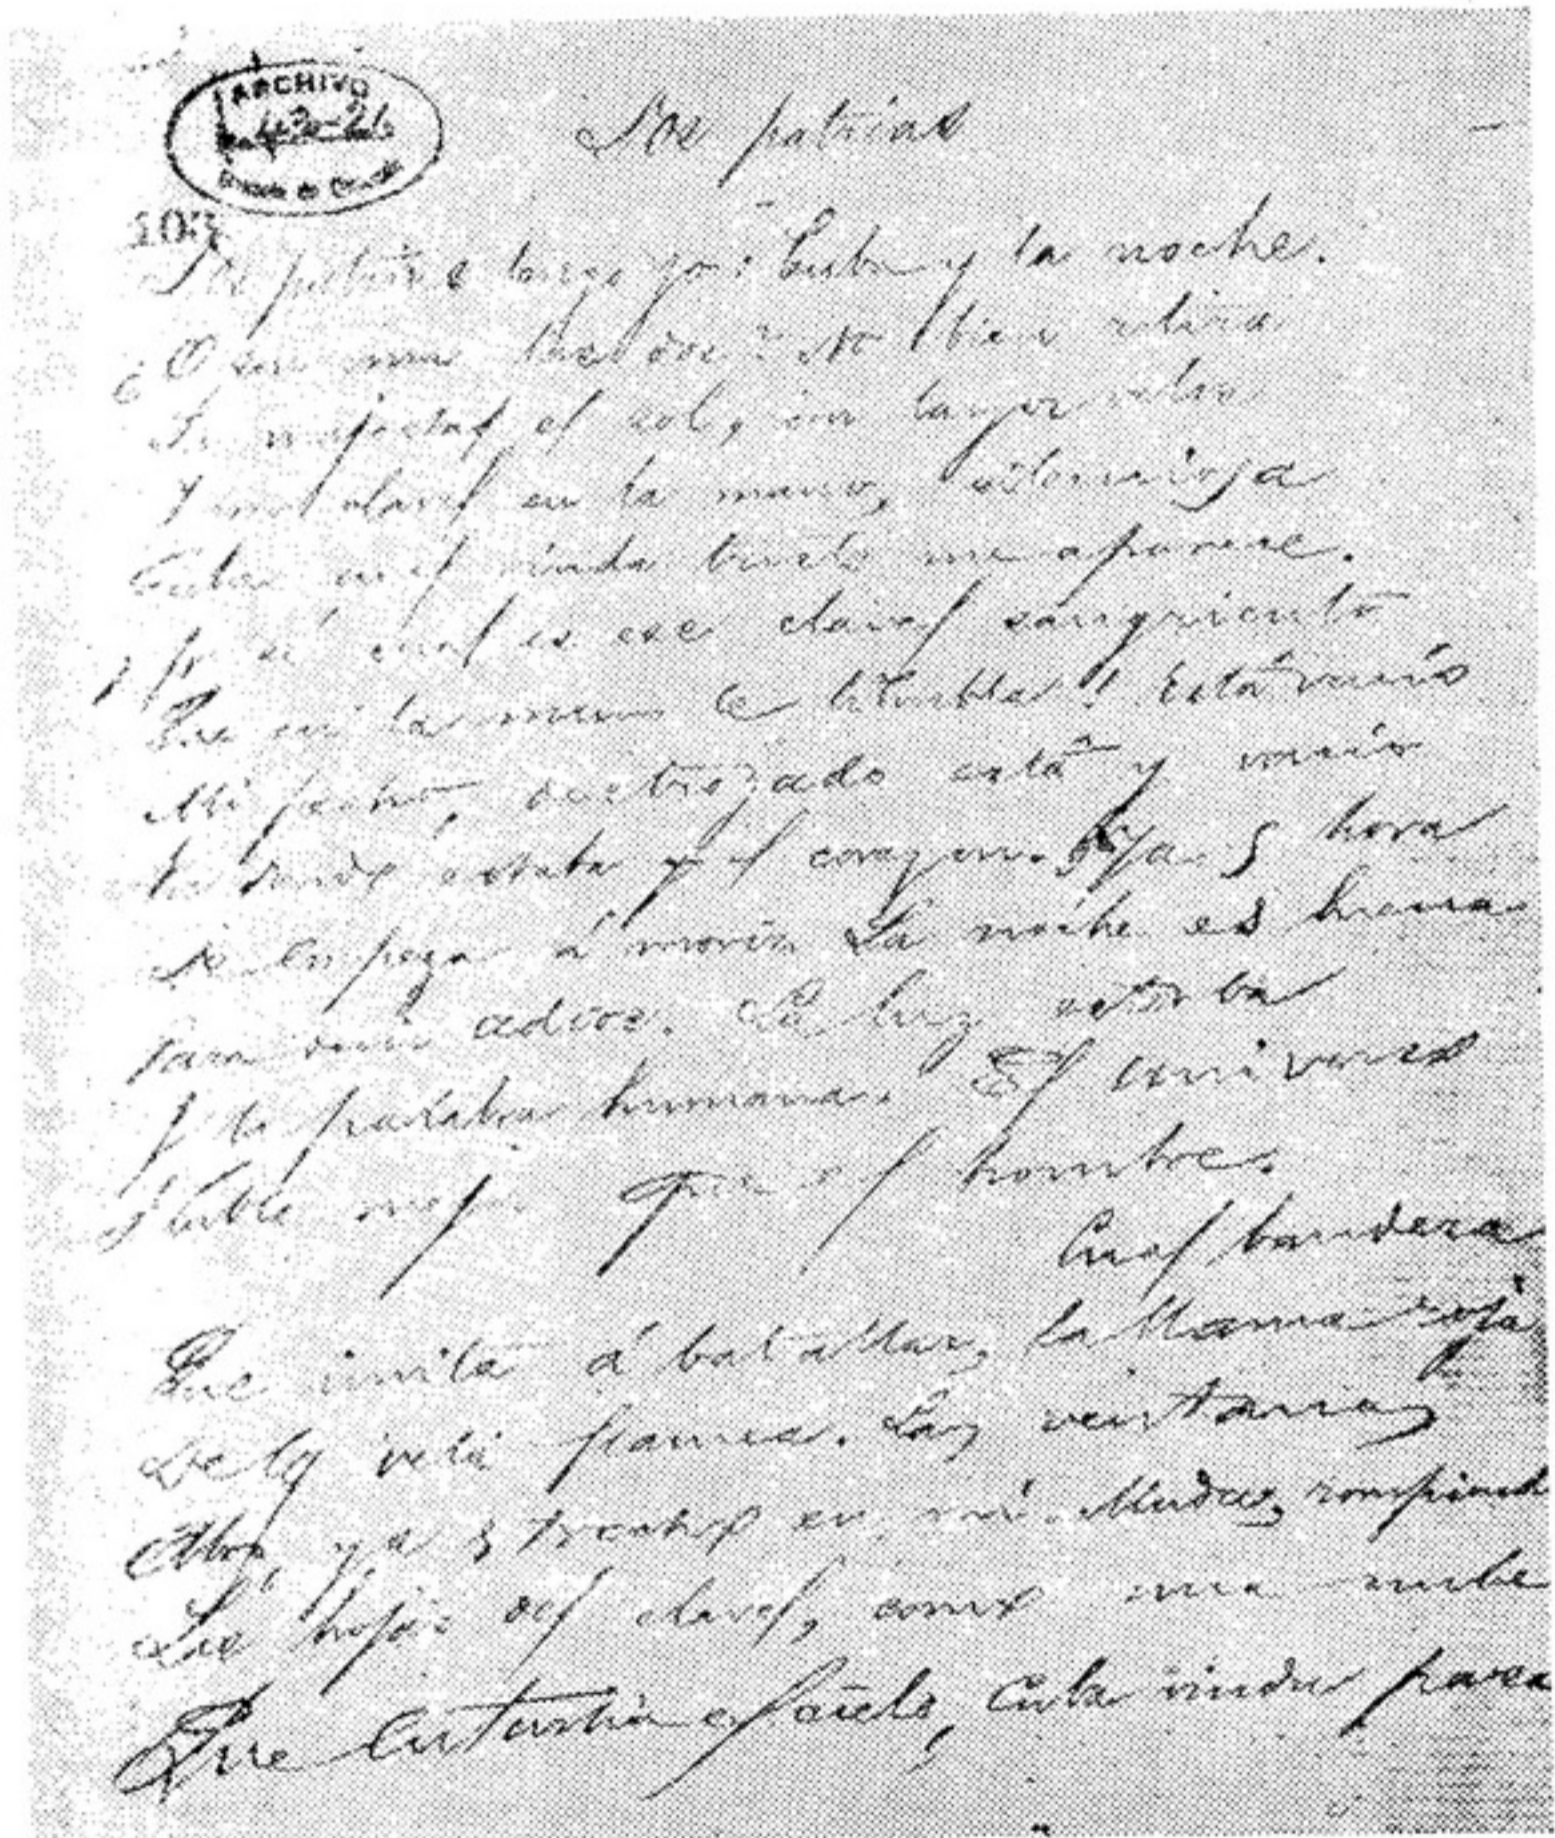 ARCHIVO
430-26
103
Dos patrias
Dos patrias tengo yo: Cuba y la noche.
¿O son una las dos? No bien retira
Su majestad el sol, con largos velos
Y un clavel en la mano, silenciosa
Cuba cual viuda triste me aparece.
¡Yo sé cuál es ese clavel sangriento
Que en la mano le tiembla! Está vacío
Mi pecho, destrozado está y vacío
En donde estaba el corazón. Ya es hora
De empezar á morir. La noche es buena
Para decir adios. La luz estorba
Y la palabra humana. El universo
Habla mejor que el hombre.
Cual bandera
Que invita á batallar, la llama roja
De la vela flamea. Las ventanas
Abro, ya estrecho en mí. Muda, rompiendo
Las hojas del clavel, como una nube
Que enturbia el cielo, Cuba viuda pasa